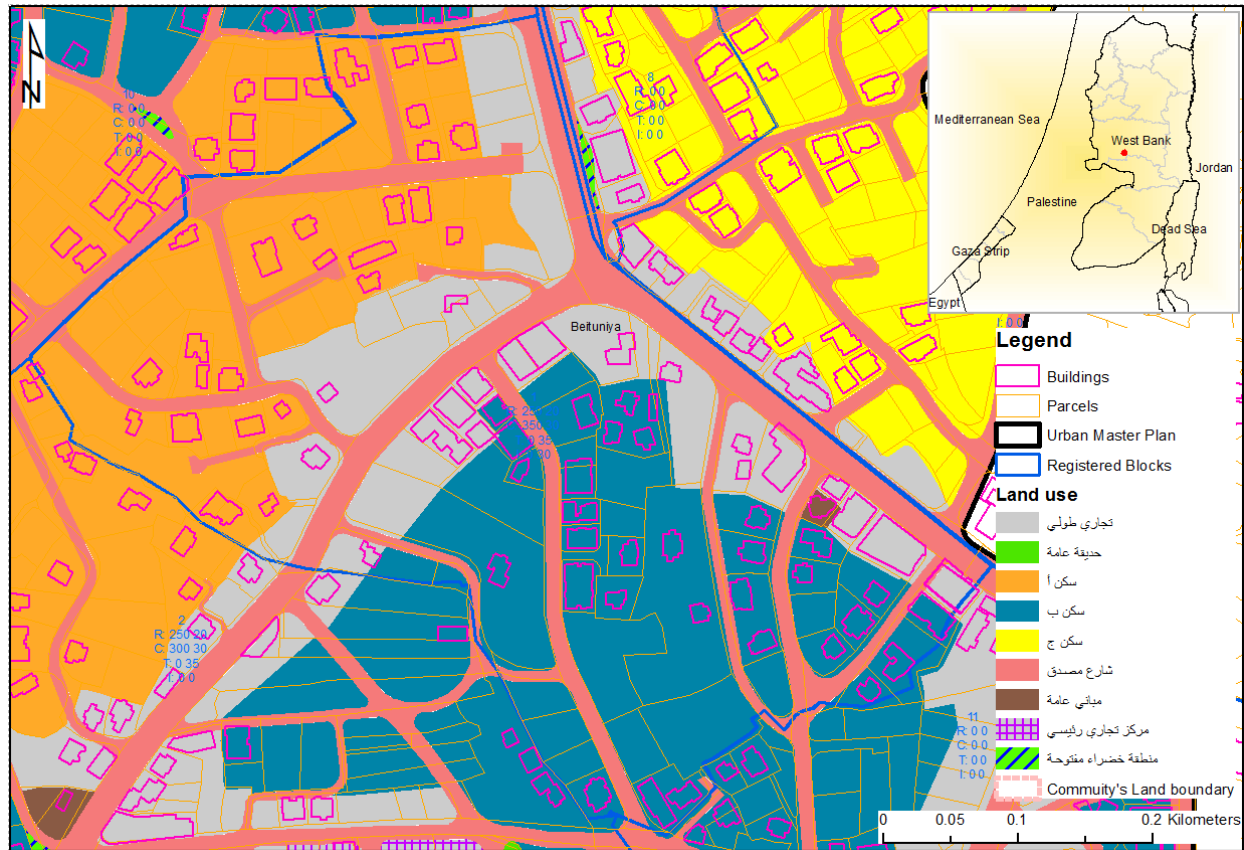 N
10
R: 0 0
C: 0 0
T: 0 0
I: 0 0
8
R: 0 0
C: 0 0
T: 0 0
I: 0 0
Mediterranean Sea
West Bank
Jordan
Palestine
Dead Sea
Gaza Strip
Egypt
I: 0 0
Beituniya
2
R: 250 20
C: 300 30
T: 0 35
I: 0 0
11
R: 0 0
C: 0 0
T: 0 0
I: 0 0
Legend
Buildings
Parcels
Urban Master Plan
Registered Blocks
Land use
تجاري طولي
حديقة عامة
سكن أ
سكن ب
سكن ج
شارع مصدق
مباني عامة
مركز تجاري رئيسي
منطقة خضراء مفتوحة
Commuity's Land boundary
0 0.05 0.1 0.2 Kilometers